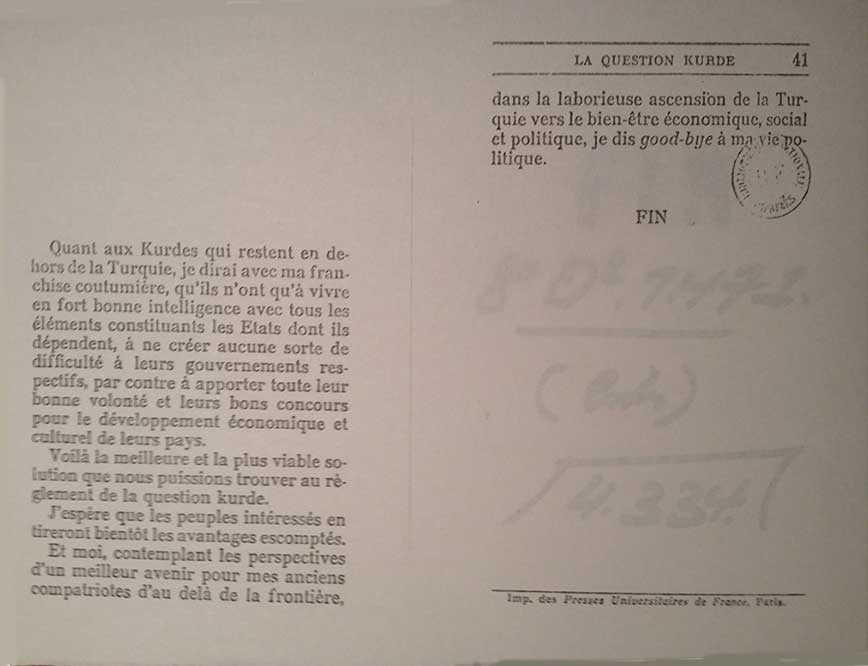 Quant aux Kurdes qui restent en de-
hors de la Turquie, je dirai avec ma fran-
chise coutumière, qu'ils n'ont qu'à vivre
en fort bonne intelligence avec tous les
éléments constituants les Etats dont ils
dépendent, à ne créer aucune sorte de
difficulté à leurs gouvernements res-
pectifs, par contre à apporter toute leur
bonne volonté et leurs bons concours
pour le développement économique et
culturel de leurs pays.
Voilà la meilleure et la plus viable so-
lution que nous puissions trouver au rè-
glement de la question kurde.
J'espère que les peuples intéressés en
tireront bientôt les avantages escomptés.
Et moi, contemplant les perspectives
d'un meilleur avenir pour mes anciens
compatriotes d'au delà de la frontière,
LA QUESTION KURDE 41
dans la laborieuse ascension de la Tur-
quie vers le bien-être économique, social
et politique, je dis good-bye à ma vie po-
litique.
FIN
Imp. des Presses Universitaires de France, Paris.